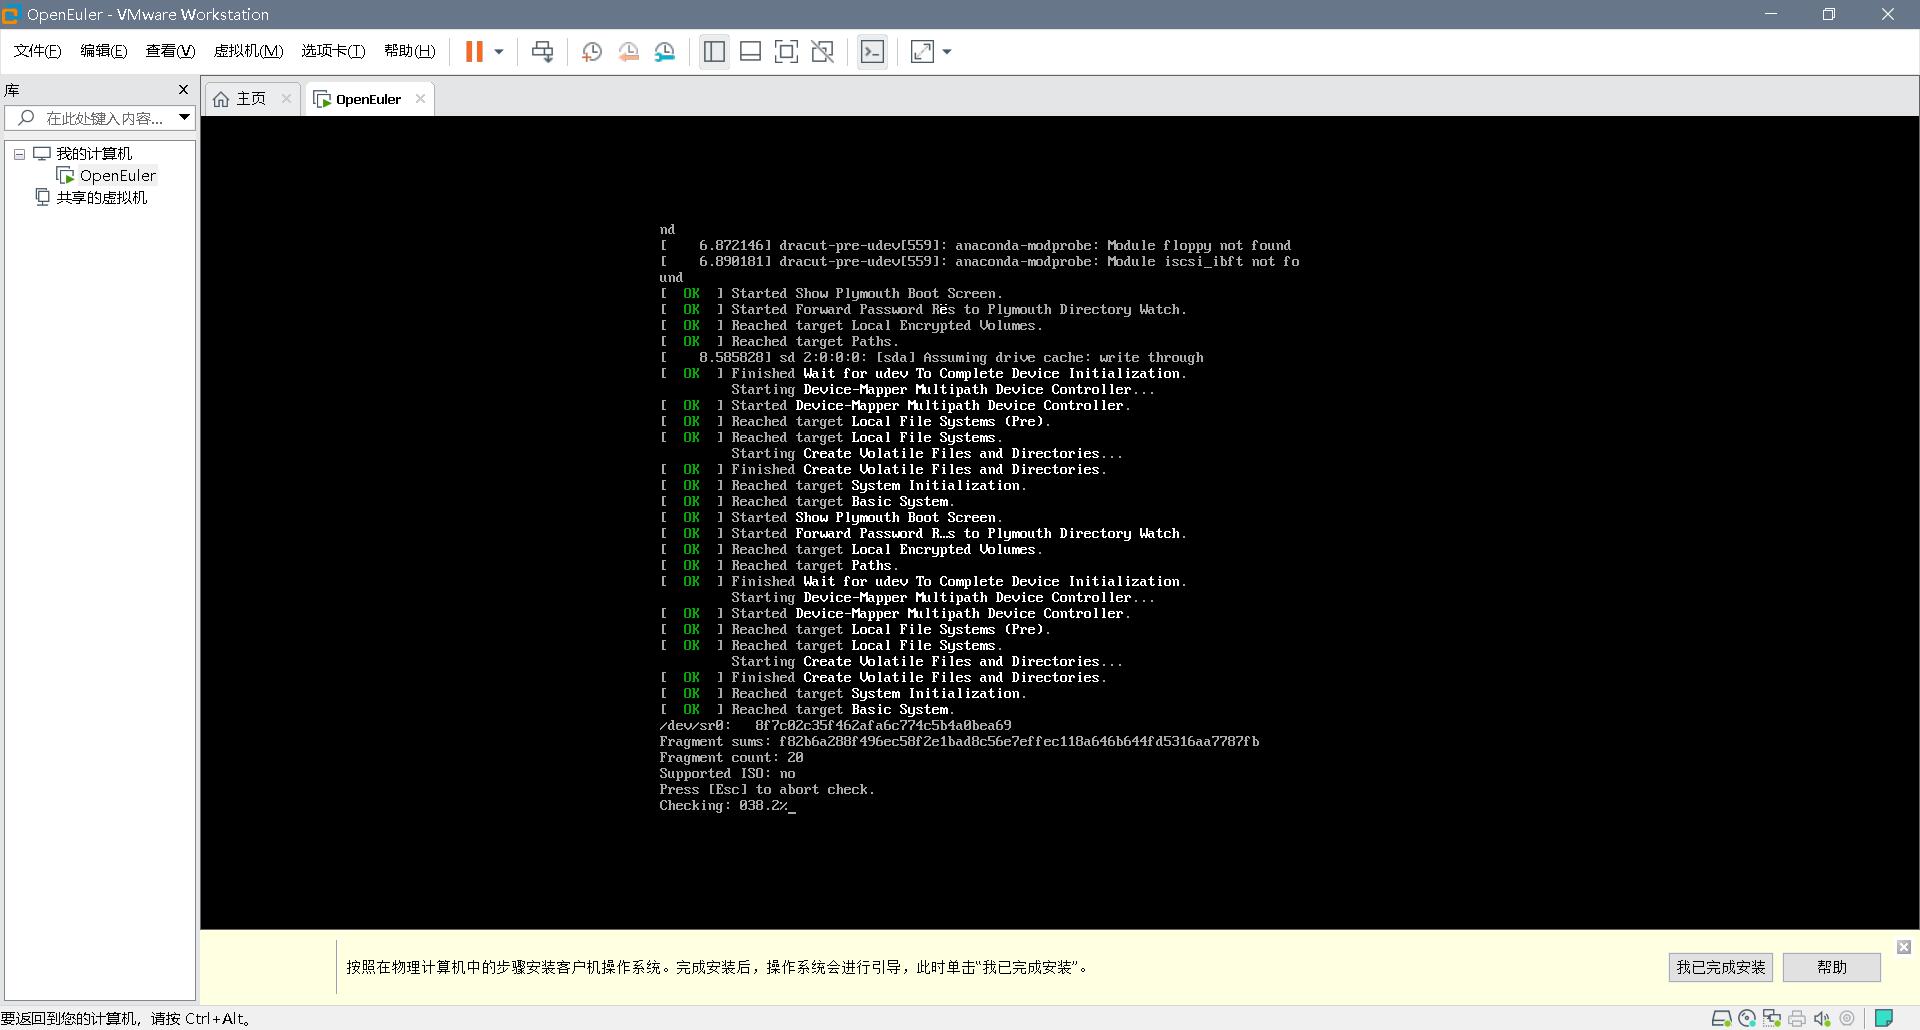 OpenEuler - VMware Workstation
文件(F) 编辑(E) 查看(V) 虚拟机(M) 选项卡(T) 帮助(H)
库
在此处键入内容...
我的计算机
OpenEuler
共享的虚拟机
主页
OpenEuler
nd
[    6.872146] dracut-pre-udev[559]: anaconda-modprobe: Module floppy not found
[    6.890181] dracut-pre-udev[559]: anaconda-modprobe: Module iscsi_ibft not fo
und
[  OK  ] Started Show Plymouth Boot Screen.
[  OK  ] Started Forward Password Rës to Plymouth Directory Watch.
[  OK  ] Reached target Local Encrypted Volumes.
[  OK  ] Reached target Paths.
[    8.585828] sd 2:0:0:0: [sda] Assuming drive cache: write through
[  OK  ] Finished Wait for udev To Complete Device Initialization.
Starting Device-Mapper Multipath Device Controller...
[  OK  ] Started Device-Mapper Multipath Device Controller.
[  OK  ] Reached target Local File Systems (Pre).
[  OK  ] Reached target Local File Systems.
Starting Create Volatile Files and Directories...
[  OK  ] Finished Create Volatile Files and Directories.
[  OK  ] Reached target System Initialization.
[  OK  ] Reached target Basic System.
[  OK  ] Started Show Plymouth Boot Screen.
[  OK  ] Started Forward Password R…s to Plymouth Directory Watch.
[  OK  ] Reached target Local Encrypted Volumes.
[  OK  ] Reached target Paths.
[  OK  ] Finished Wait for udev To Complete Device Initialization.
Starting Device-Mapper Multipath Device Controller...
[  OK  ] Started Device-Mapper Multipath Device Controller.
[  OK  ] Reached target Local File Systems (Pre).
[  OK  ] Reached target Local File Systems.
Starting Create Volatile Files and Directories...
[  OK  ] Finished Create Volatile Files and Directories.
[  OK  ] Reached target System Initialization.
[  OK  ] Reached target Basic System.
/dev/sr0:   8f7c02c35f462afa6c774c5b4a0bea69
Fragment sums: f82b6a288f496ec58f2e1bad8c56e7effec118a646b644fd5316aa7787fb
Fragment count: 20
Supported ISO: no
Press [Esc] to abort check.
Checking: 038.2%_
按照在物理计算机中的步骤安装客户机操作系统。完成安装后，操作系统会进行引导，此时单击“我已完成安装”。
我已完成安装 帮助
要返回到您的计算机，请按 Ctrl+Alt。